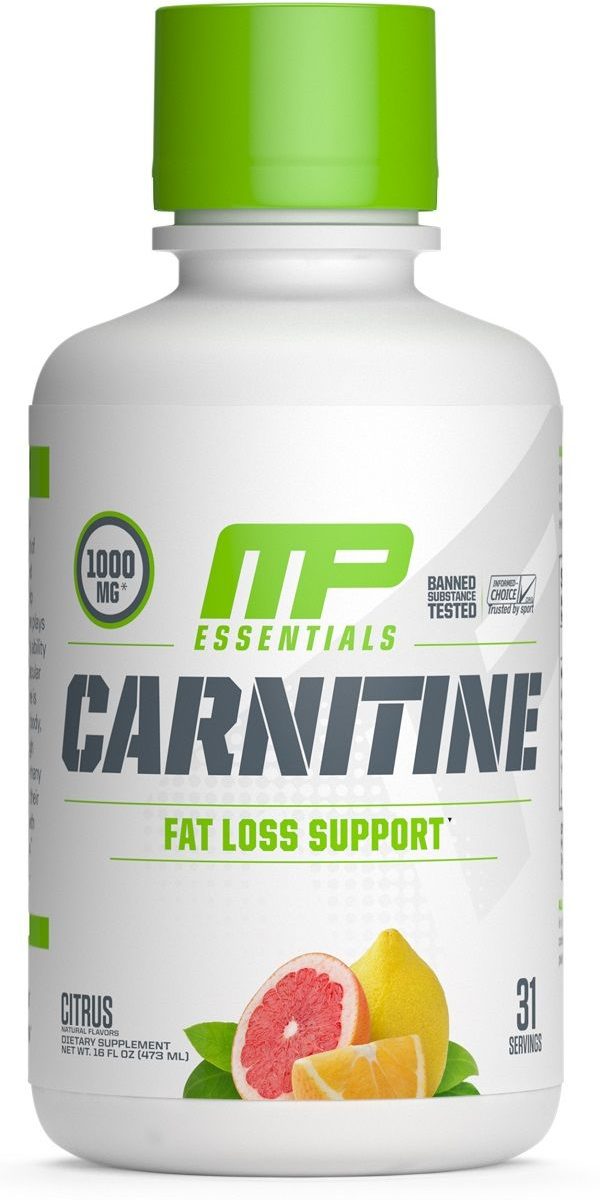 1000
MG*
MP
ESSENTIALS
BANNED
SUBSTANCE
TESTED
INFORMED-
CHOICE
Trusted by sport
CARNITINE
FAT LOSS SUPPORT
CITRUS
NATURAL FLAVORS
DIETARY SUPPLEMENT
NET WT. 16 FL OZ (473 ML)
31
SERVINGS